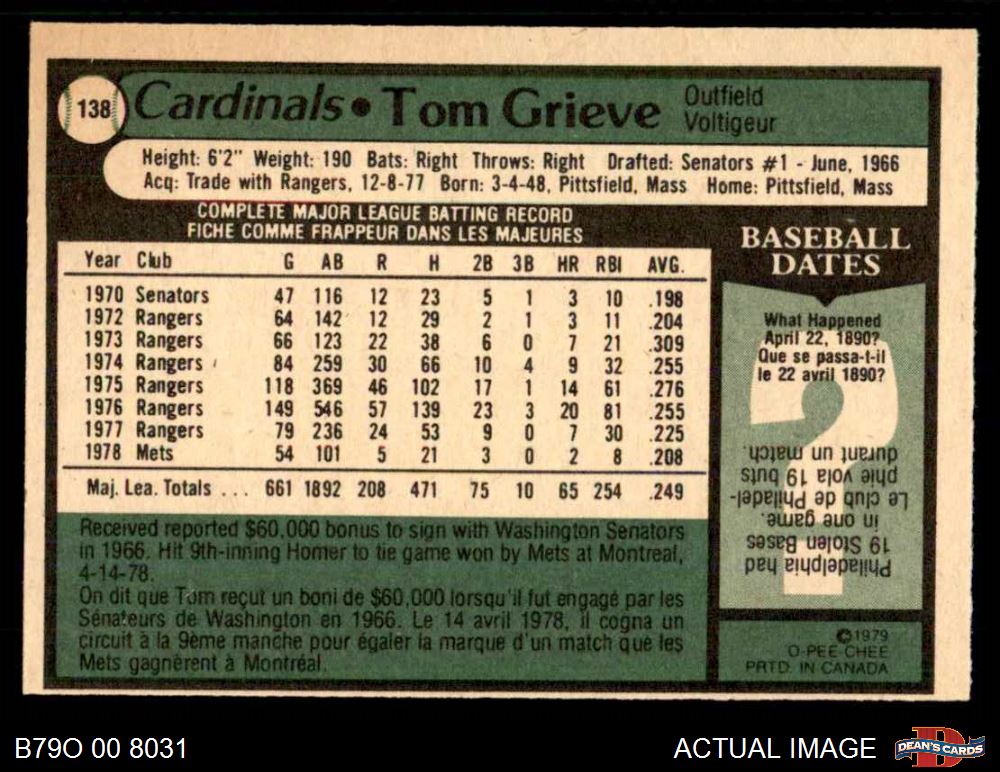 138 Cardinals • Tom Grieve Outfield
Voltigeur
Height: 6'2" Weight: 190 Bats: Right Throws: Right Drafted: Senators #1 - June, 1966
Acq: Trade with Rangers, 12-8-77 Born: 3-4-48, Pittsfield, Mass Home: Pittsfield, Mass
COMPLETE MAJOR LEAGUE BATTING RECORD
FICHE COMME FRAPPEUR DANS LES MAJEURES
Year Club G AB R H 2B 3B HR RBI AVG.
1970 Senators 47 116 12 23 5 1 3 10 .198
1972 Rangers 64 142 12 29 2 1 3 11 .204
1973 Rangers 66 123 22 38 6 0 7 21 .309
1974 Rangers 84 259 30 66 10 4 9 32 .255
1975 Rangers 118 369 46 102 17 1 14 61 .276
1976 Rangers 149 546 57 139 23 3 20 81 .255
1977 Rangers 79 236 24 53 9 0 7 30 .225
1978 Mets 54 101 5 21 3 0 2 8 .208
Maj. Lea. Totals ... 661 1892 208 471 75 10 65 254 .249
Received reported $60,000 bonus to sign with Washington Senators
in 1966. Hit 9th-inning Homer to tie game won by Mets at Montreal,
4-14-78.
On dit que Tom reçut un boni de $60,000 lorsqu'il fut engagé par les
Sénateurs de Washington en 1966. Le 14 avril 1978, il cogna un
circuit à la 9ème manche pour égaler la marque d'un match que les
Mets gagnèrent à Montréal.
BASEBALL
DATES
What Happened
April 22, 1890?
Que se passa-t-il
le 22 avril 1890?
Philadelphia had
19 Stolen Bases
in one game.
Le club de Philadel-
phie vola 19 buts
durant un match.
©1979
O-PEE-CHEE
PRTD. IN CANADA
B79O 00 8031
ACTUAL IMAGE
D
DEAN'S CARDS